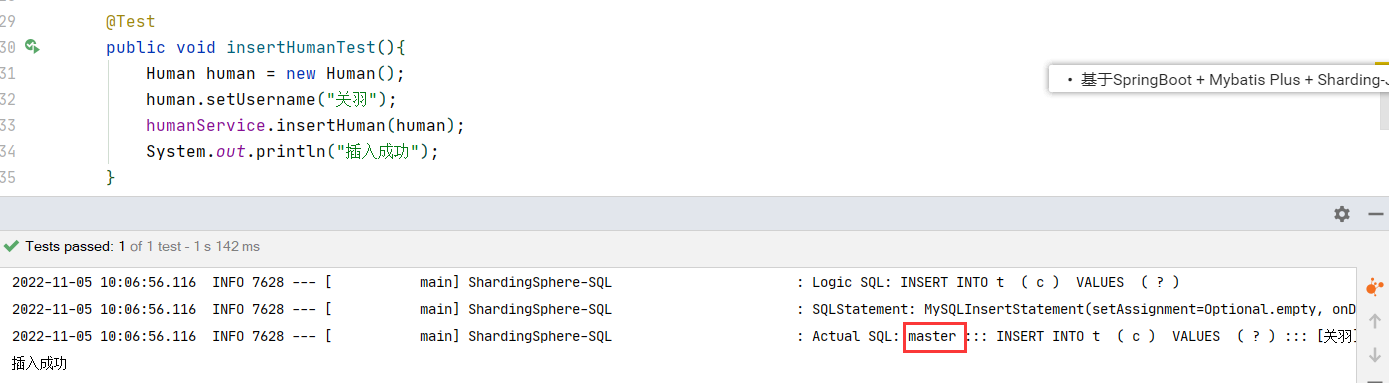 29 @Test
30 public void insertHumanTest(){
31 Human human = new Human();
• 基于SpringBoot + Mybatis Plus + Sharding-J
32 human.setUsername("关羽");
33 humanService.insertHuman(human);
34 System.out.println("插入成功");
35 }
Tests passed: 1 of 1 test - 1 s 142 ms
2022-11-05 10:06:56.116 INFO 7628 --- [ main] ShardingSphere-SQL : Logic SQL: INSERT INTO t ( c ) VALUES ( ? )
2022-11-05 10:06:56.116 INFO 7628 --- [ main] ShardingSphere-SQL : SQLStatement: MySQLInsertStatement(setAssignment=Optional.empty, onD
2022-11-05 10:06:56.116 INFO 7628 --- [ main] ShardingSphere-SQL : Actual SQL: master ::: INSERT INTO t ( c ) VALUES ( ? ) ::: [关羽]
插入成功